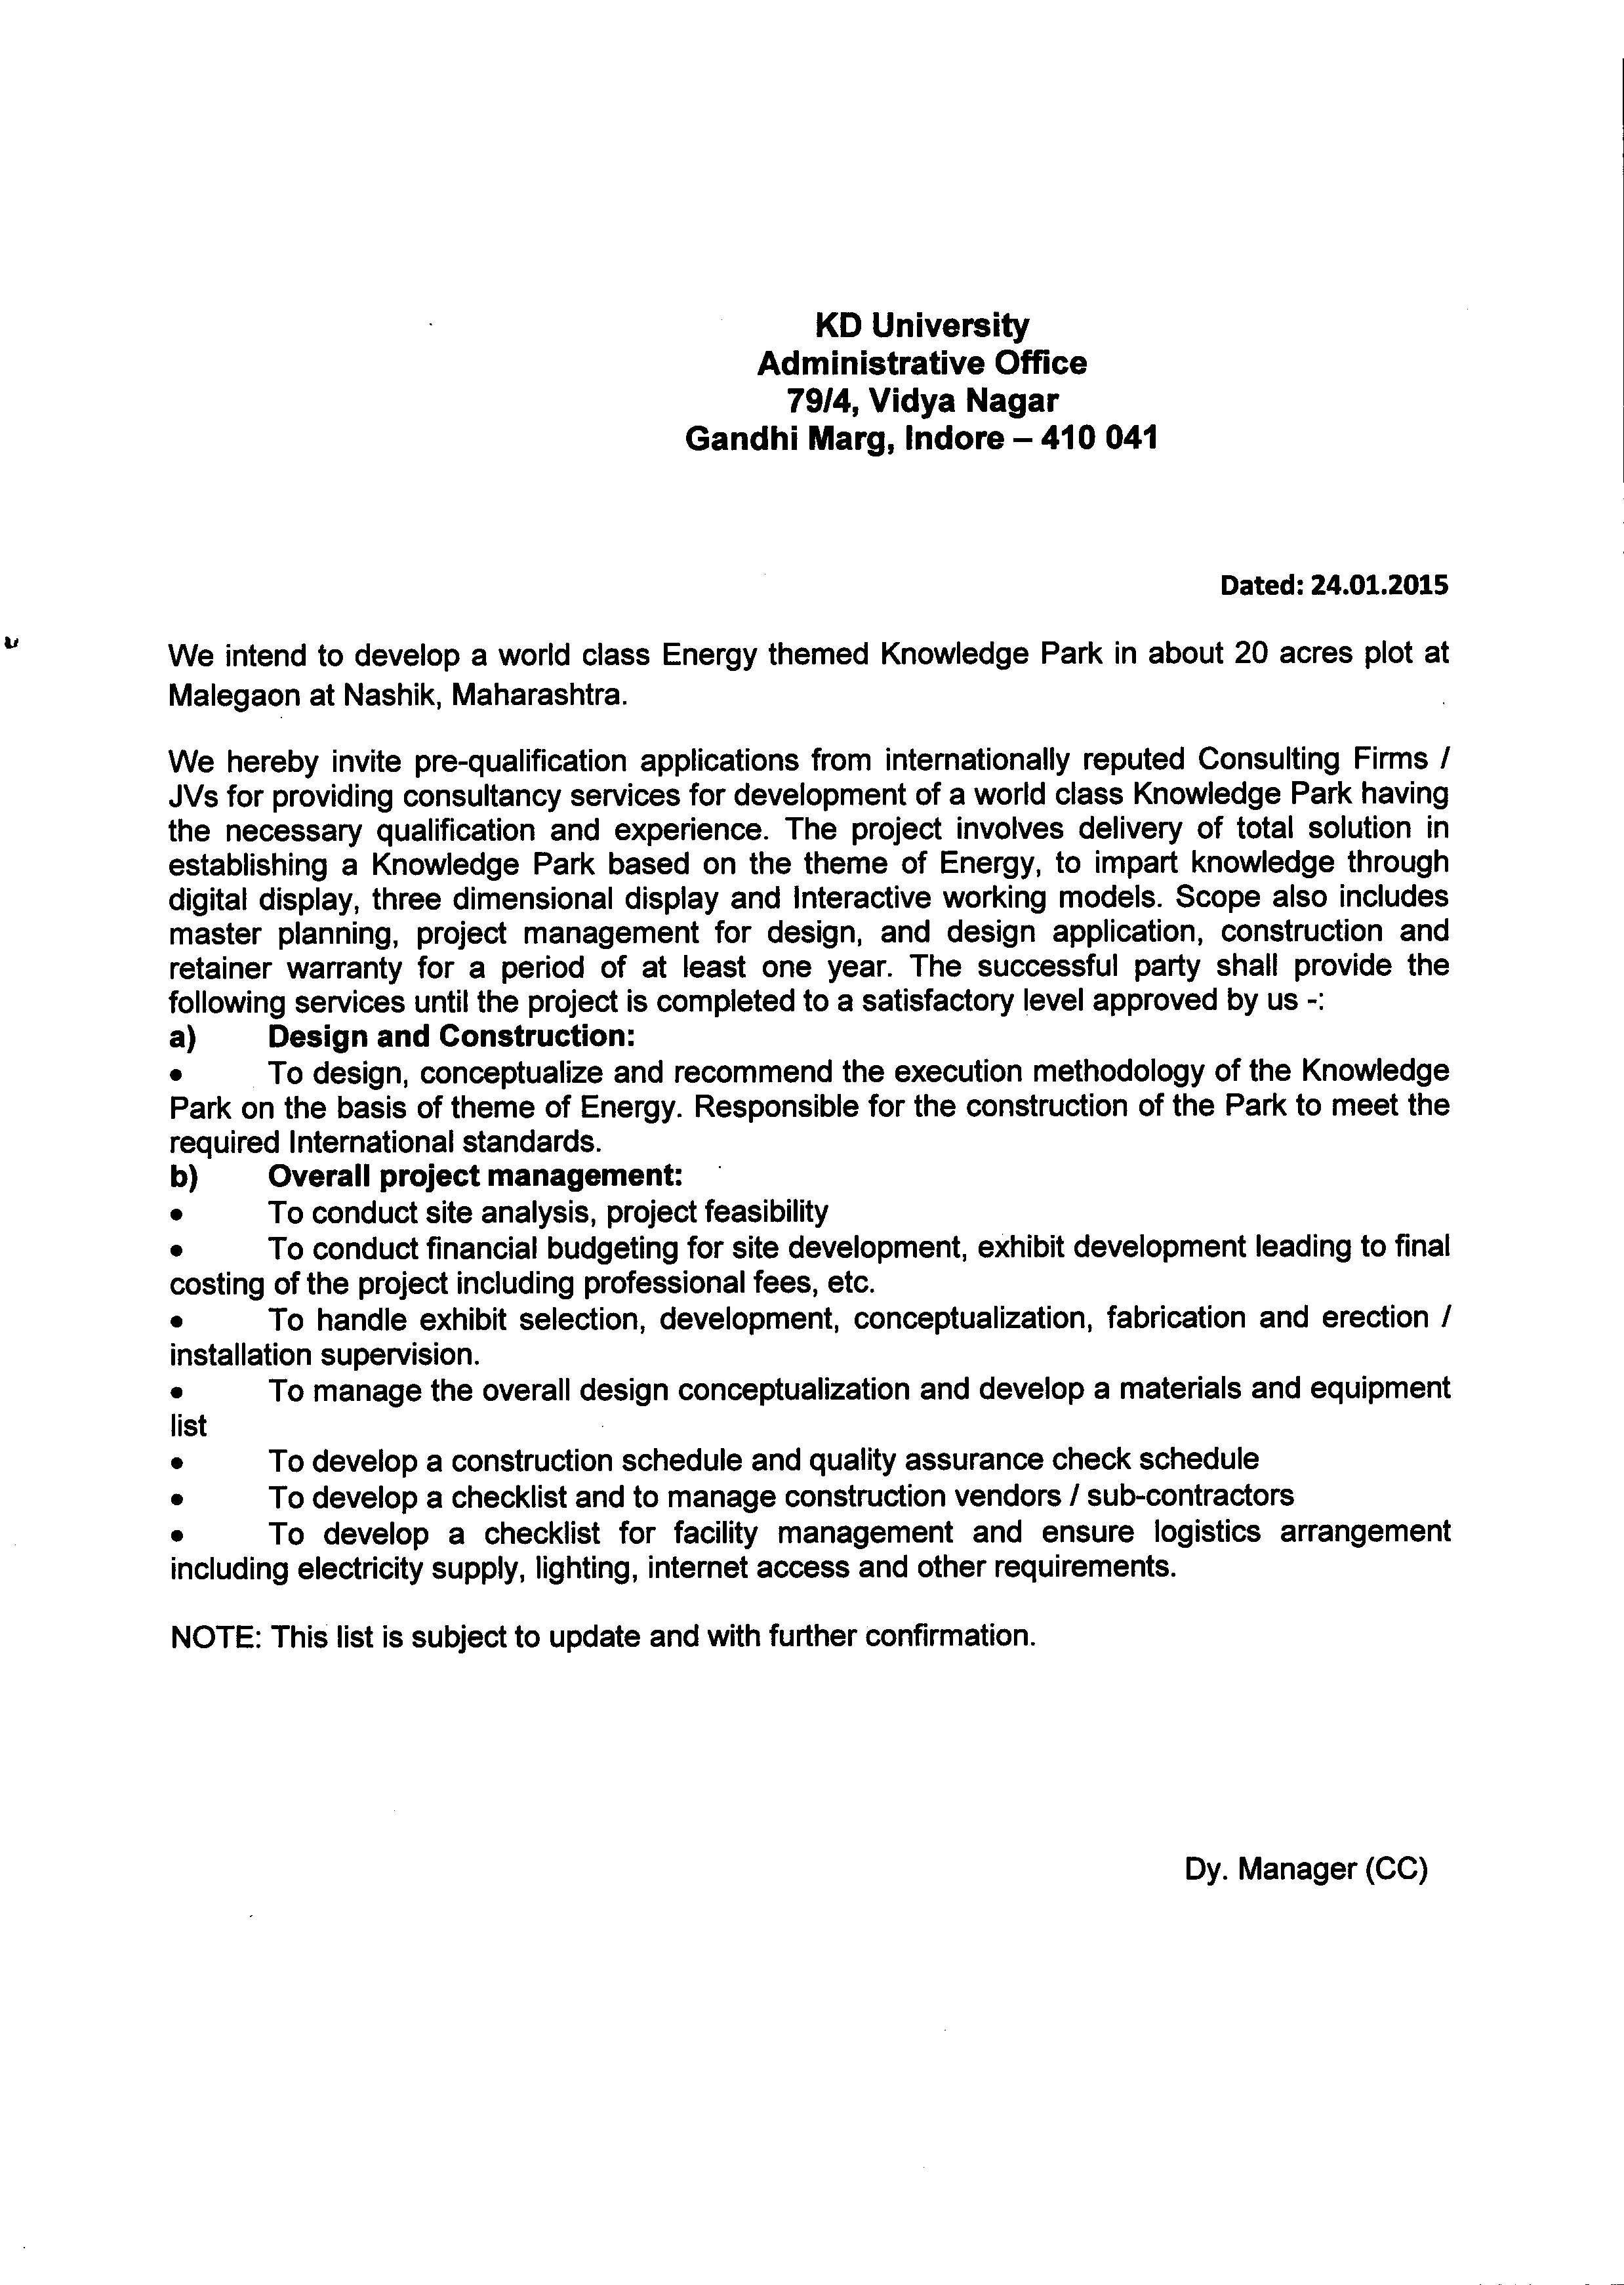 KD University
Administrative Office
79/4, Vidya Nagar
Gandhi Marg, Indore – 410 041
Dated: 24.01.2015
We intend to develop a world class Energy themed Knowledge Park in about 20 acres plot at
Malegaon at Nashik, Maharashtra.
We hereby invite pre-qualification applications from internationally reputed Consulting Firms /
JVs for providing consultancy services for development of a world class Knowledge Park having
the necessary qualification and experience. The project involves delivery of total solution in
establishing a Knowledge Park based on the theme of Energy, to impart knowledge through
digital display, three dimensional display and Interactive working models. Scope also includes
master planning, project management for design, and design application, construction and
retainer warranty for a period of at least one year. The successful party shall provide the
following services until the project is completed to a satisfactory level approved by us -:
a) Design and Construction:
• To design, conceptualize and recommend the execution methodology of the Knowledge
Park on the basis of theme of Energy. Responsible for the construction of the Park to meet the
required International standards.
b) Overall project management:
• To conduct site analysis, project feasibility
• To conduct financial budgeting for site development, exhibit development leading to final
costing of the project including professional fees, etc.
• To handle exhibit selection, development, conceptualization, fabrication and erection /
installation supervision.
• To manage the overall design conceptualization and develop a materials and equipment
list
• To develop a construction schedule and quality assurance check schedule
• To develop a checklist and to manage construction vendors / sub-contractors
• To develop a checklist for facility management and ensure logistics arrangement
including electricity supply, lighting, internet access and other requirements.
NOTE: This list is subject to update and with further confirmation.
Dy. Manager (CC)